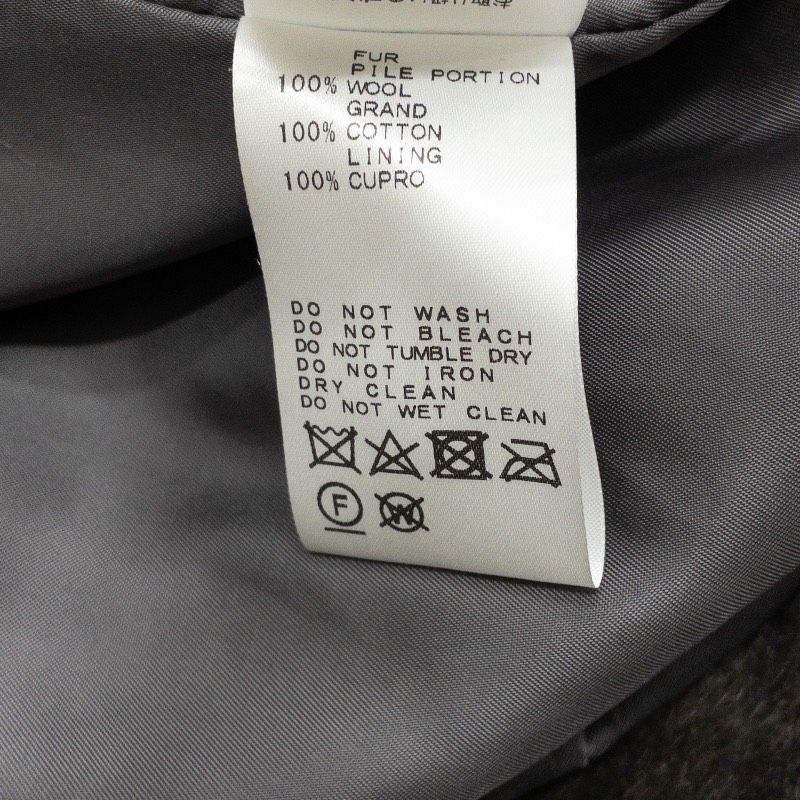 FUR
PILE PORTION
100% WOOL
GRAND
100% COTTON
LINING
100% CUPRO
DO NOT WASH
DO NOT BLEACH
DO NOT TUMBLE DRY
DO NOT IRON
DRY CLEAN
DO NOT WET CLEAN
F W